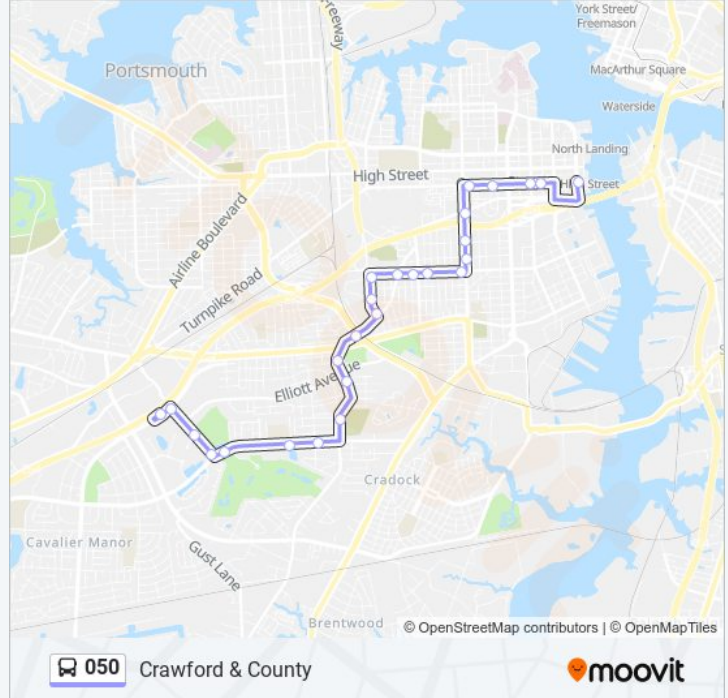 York Street/
Freemason
Freeway
Portsmouth
MacArthur Square
Waterside
North Landing
High Street
High Street
Airline Boulevard
Turnpike Road
Elliott Avenue
Cradock
Cavalier Manor
Gust Lane
Brentwood
© OpenStreetMap contributors | © OpenMapTiles
050 Crawford & County
moovit